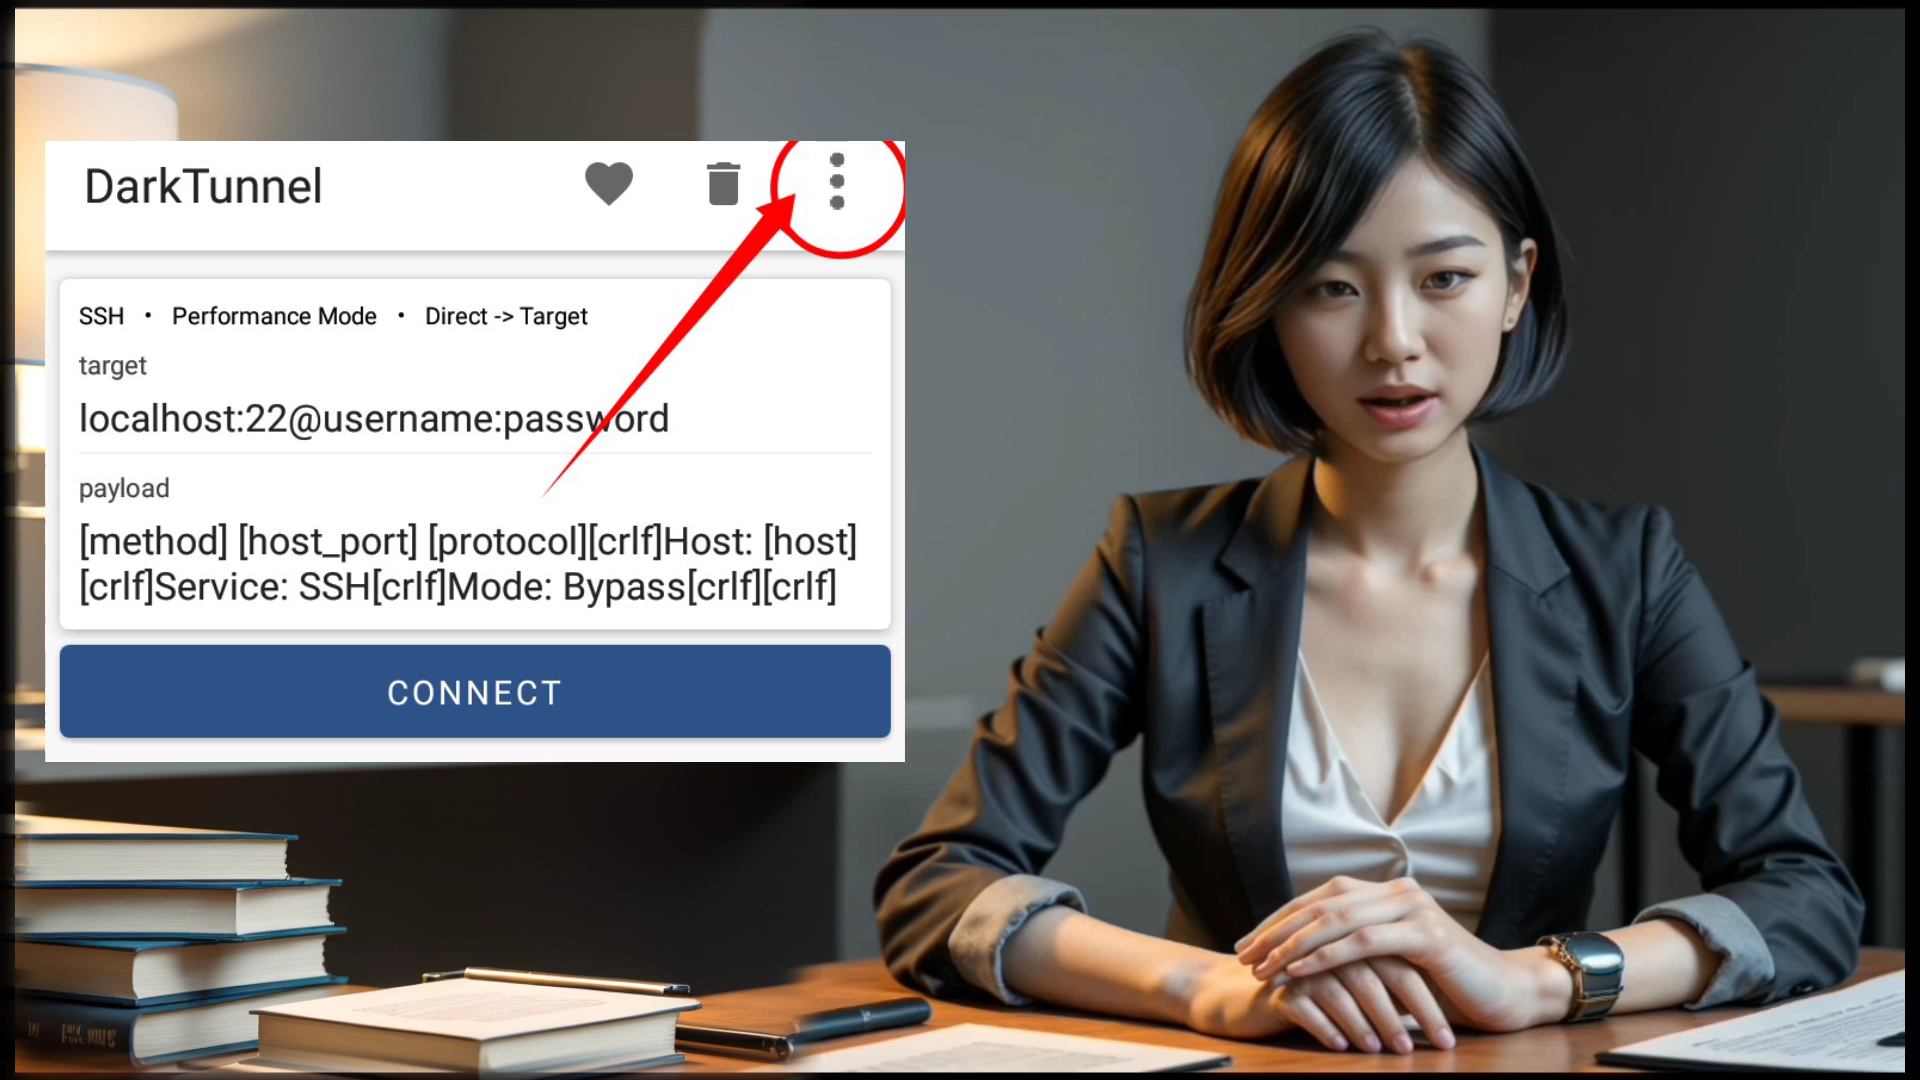 DarkTunnel
SSH • Performance Mode • Direct -> Target
target
localhost:22@username:password
payload
[method] [host_port] [protocol][crlf]Host: [host]
[crlf]Service: SSH[crlf]Mode: Bypass[crlf][crlf]
CONNECT